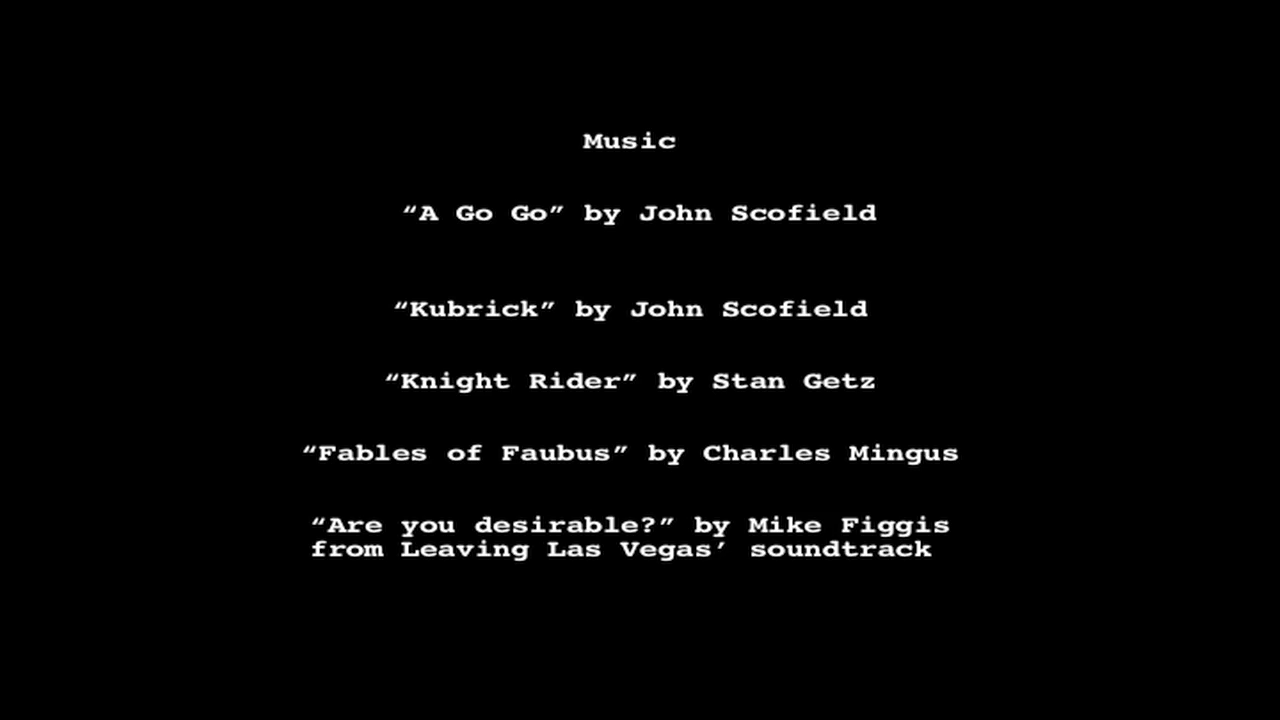 Music
“A Go Go” by John Scofield
“Kubrick” by John Scofield
“Knight Rider” by Stan Getz
“Fables of Faubus” by Charles Mingus
“Are you desirable?” by Mike Figgis
from Leaving Las Vegas’ soundtrack